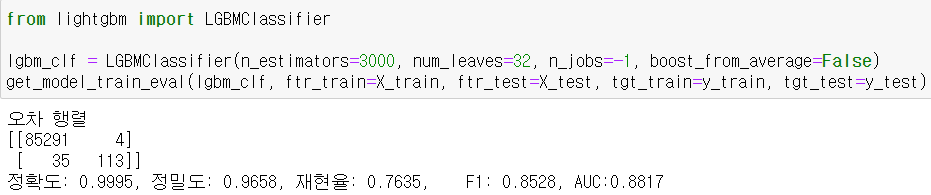 from lightgbm import LGBMClassifier
lgbm_clf = LGBMClassifier(n_estimators=3000, num_leaves=32, n_jobs=-1, boost_from_average=False)
get_model_train_eval(lgbm_clf, ftr_train=X_train, ftr_test=X_test, tgt_train=y_train, tgt_test=y_test)
오차 행렬
[[85291     4]
 [   35   113]]
정확도: 0.9995, 정밀도: 0.9658, 재현율: 0.7635,    F1: 0.8528, AUC:0.8817